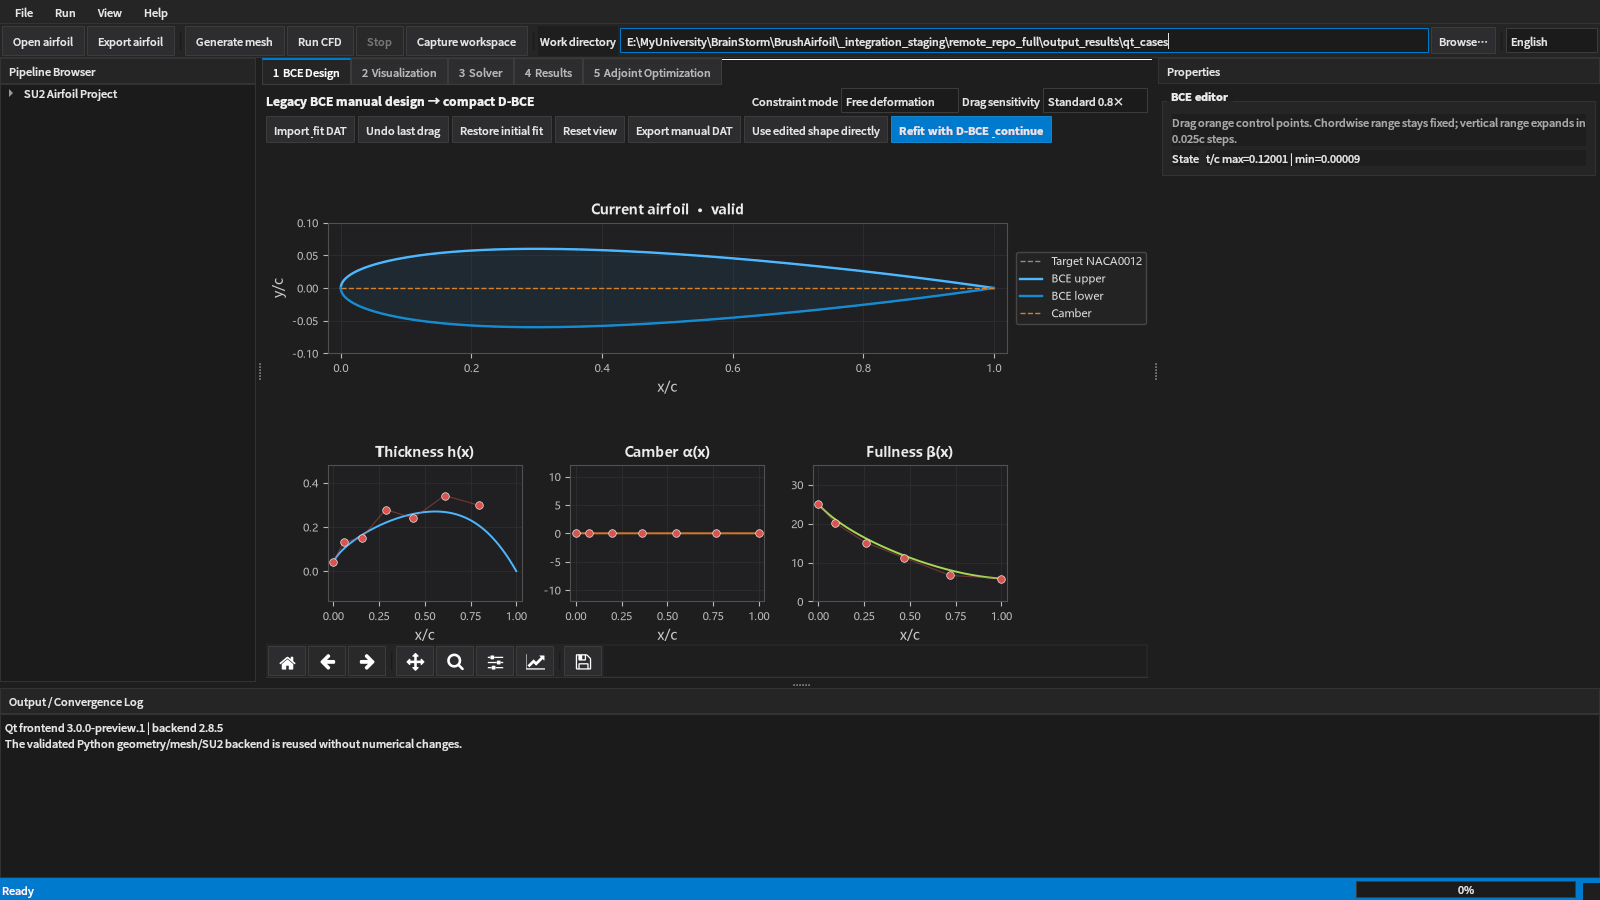 File Run View Help
Open airfoil Export airfoil Generate mesh Run CFD Stop Capture workspace Work directory E:\MyUniversity\BrainStorm\BrushAirfoil\_integration_staging\remote_repo_full\output_results\qt_cases Browse··· English
Pipeline Browser
SU2 Airfoil Project
1 BCE Design 2 Visualization 3 Solver 4 Results 5 Adjoint Optimization
Legacy BCE manual design → compact D-BCE Constraint mode Free deformation Drag sensitivity Standard 0.8×
Import_fit DAT Undo last drag Restore initial fit Reset view Export manual DAT Use edited shape directly Refit with D-BCE_continue
Current airfoil • valid
0.10
0.05
0.00
-0.05
-0.10
y/c
0.0 0.2 0.4 0.6 0.8 1.0
x/c
Target NACA0012
BCE upper
BCE lower
Camber
Thickness h(x)
0.4
0.2
0.0
0.00 0.25 0.50 0.75 1.00
x/c
Camber α(x)
10
5
0
-5
-10
0.00 0.25 0.50 0.75 1.00
x/c
Fullness β(x)
30
20
10
0
0.00 0.25 0.50 0.75 1.00
x/c
Properties
BCE editor
Drag orange control points. Chordwise range stays fixed; vertical range expands in
0.025c steps.
State t/c max=0.12001 | min=0.00009
Output / Convergence Log
Qt frontend 3.0.0-preview.1 | backend 2.8.5
The validated Python geometry/mesh/SU2 backend is reused without numerical changes.
Ready 0%